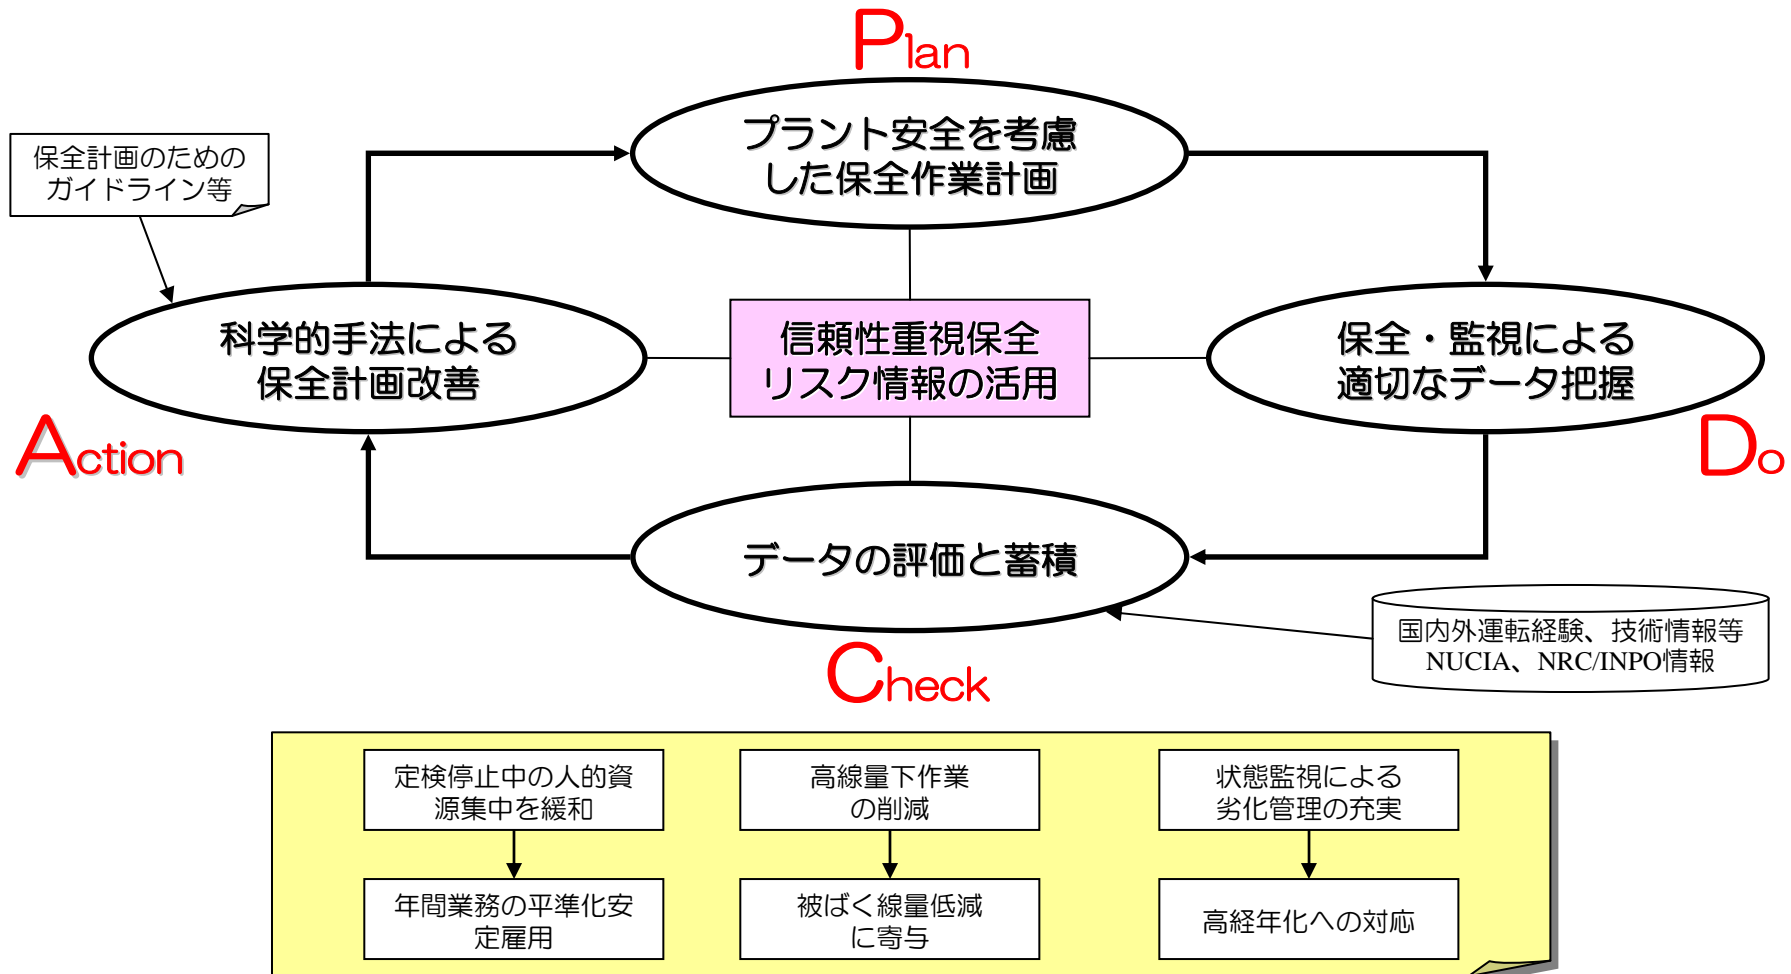 Plan
プラント安全を考慮
した保全作業計画
保全計画のための
ガイドライン等
科学的手法による
保全計画改善
信頼性重視保全
リスク情報の活用
保全・監視による
適切なデータ把握
Action
Do
データの評価と蓄積
国内外運転経験、技術情報等
NUCIA、NRC/INPO情報
Check
定検停止中の人的資
源集中を緩和
高線量下作業
の削減
状態監視による
劣化管理の充実
年間業務の平準化安
定雇用
被ばく線量低減
に寄与
高経年化への対応